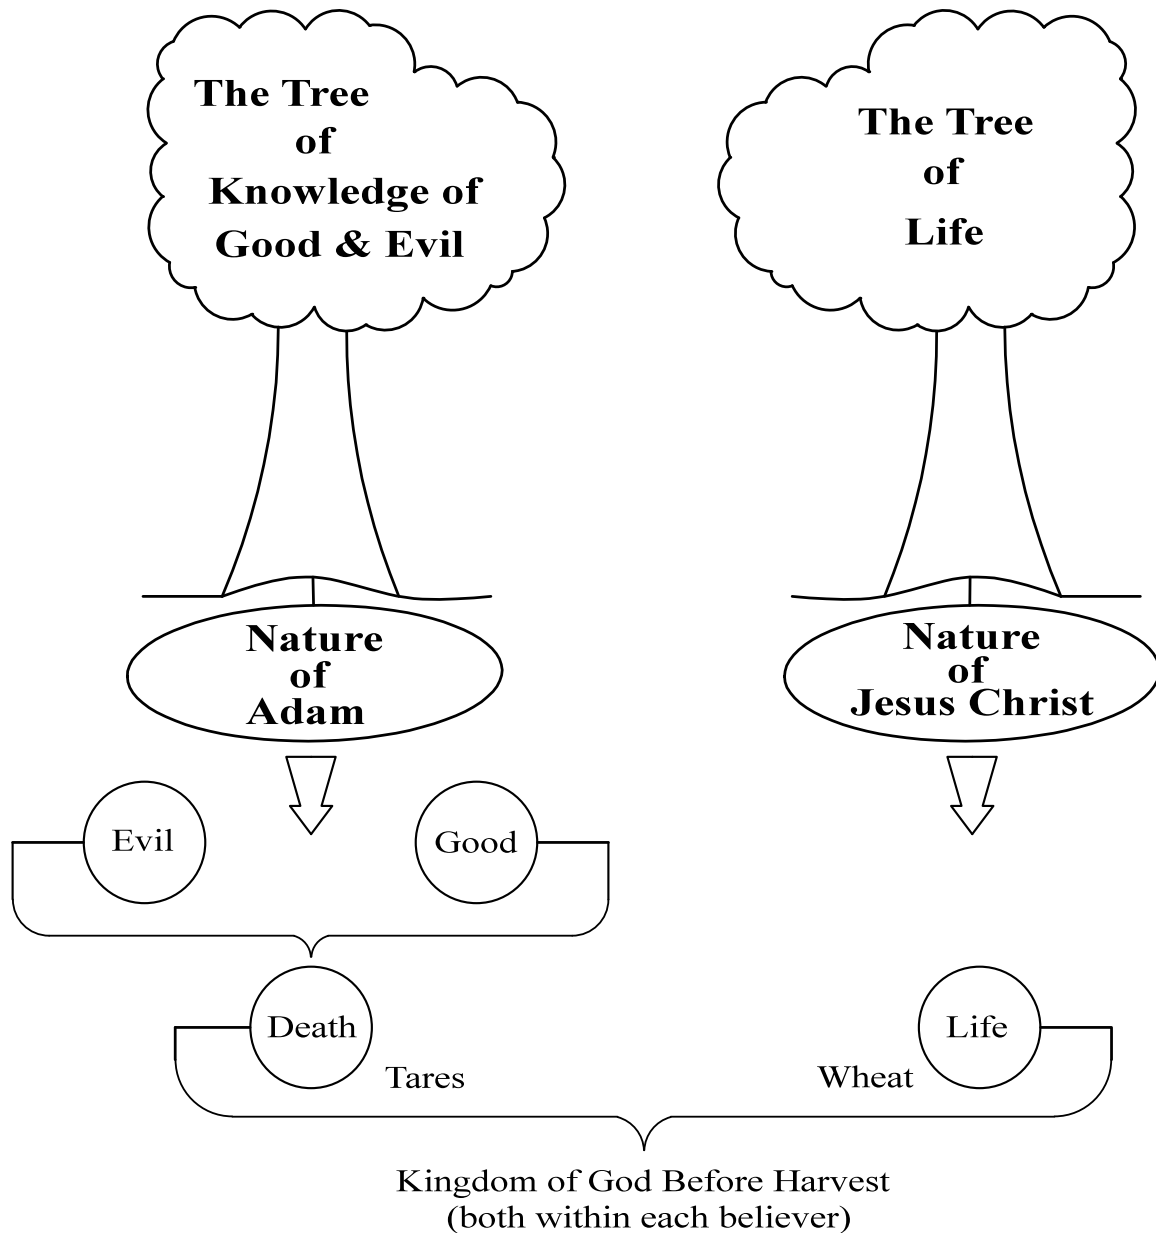 The Tree
of
Knowledge of
Good & Evil
The Tree
of
Life
Nature
of
Adam
Nature
of
Jesus Christ
Evil
Good
Death
Life
Tares
Wheat
Kingdom of God Before Harvest
(both within each believer)